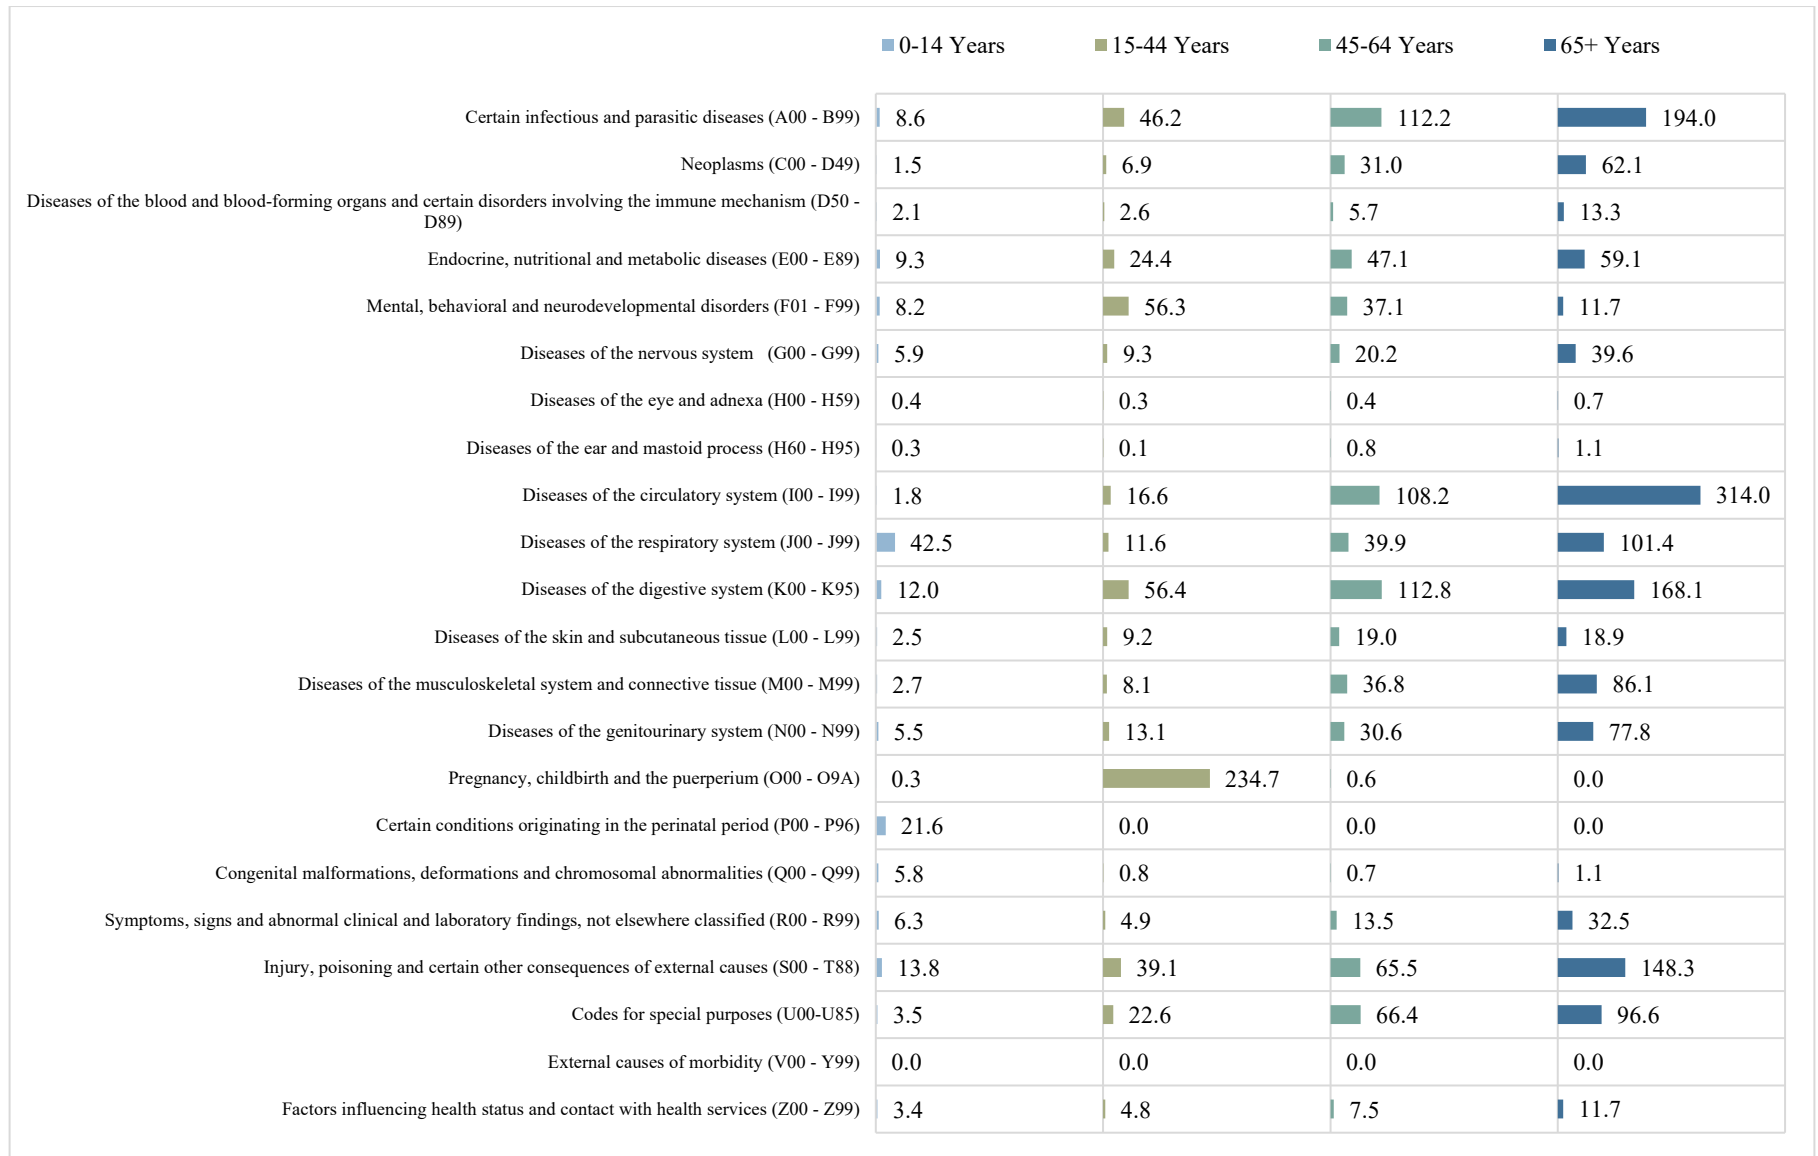 0-14 Years 15-44 Years 45-64 Years 65+ Years
Certain infectious and parasitic diseases (A00 - B99) 8.6 46.2 112.2 194.0
Neoplasms (C00 - D49) 1.5 6.9 31.0 62.1
Diseases of the blood and blood-forming organs and certain disorders involving the immune mechanism (D50 -
D89) 2.1 2.6 5.7 13.3
Endocrine, nutritional and metabolic diseases (E00 - E89) 9.3 24.4 47.1 59.1
Mental, behavioral and neurodevelopmental disorders (F01 - F99) 8.2 56.3 37.1 11.7
Diseases of the nervous system (G00 - G99) 5.9 9.3 20.2 39.6
Diseases of the eye and adnexa (H00 - H59) 0.4 0.3 0.4 0.7
Diseases of the ear and mastoid process (H60 - H95) 0.3 0.1 0.8 1.1
Diseases of the circulatory system (I00 - I99) 1.8 16.6 108.2 314.0
Diseases of the respiratory system (J00 - J99) 42.5 11.6 39.9 101.4
Diseases of the digestive system (K00 - K95) 12.0 56.4 112.8 168.1
Diseases of the skin and subcutaneous tissue (L00 - L99) 2.5 9.2 19.0 18.9
Diseases of the musculoskeletal system and connective tissue (M00 - M99) 2.7 8.1 36.8 86.1
Diseases of the genitourinary system (N00 - N99) 5.5 13.1 30.6 77.8
Pregnancy, childbirth and the puerperium (O00 - O9A) 0.3 234.7 0.6 0.0
Certain conditions originating in the perinatal period (P00 - P96) 21.6 0.0 0.0 0.0
Congenital malformations, deformations and chromosomal abnormalities (Q00 - Q99) 5.8 0.8 0.7 1.1
Symptoms, signs and abnormal clinical and laboratory findings, not elsewhere classified (R00 - R99) 6.3 4.9 13.5 32.5
Injury, poisoning and certain other consequences of external causes (S00 - T88) 13.8 39.1 65.5 148.3
Codes for special purposes (U00-U85) 3.5 22.6 66.4 96.6
External causes of morbidity (V00 - Y99) 0.0 0.0 0.0 0.0
Factors influencing health status and contact with health services (Z00 - Z99) 3.4 4.8 7.5 11.7